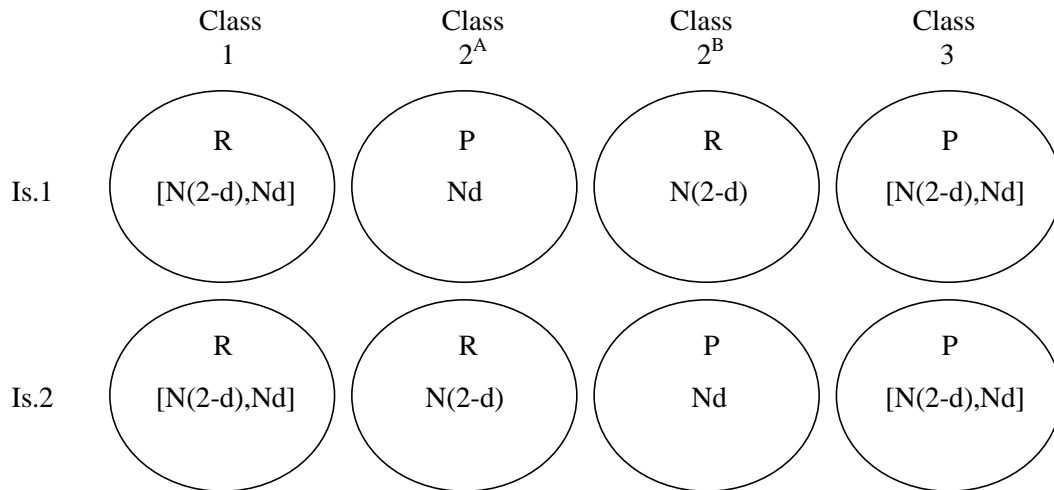 Class Class Class Class
1 2^A 2^B 3
R P R P
Is.1 [N(2-d),Nd] Nd N(2-d) [N(2-d),Nd]
R R P P
Is.2 [N(2-d),Nd] N(2-d) Nd [N(2-d),Nd]